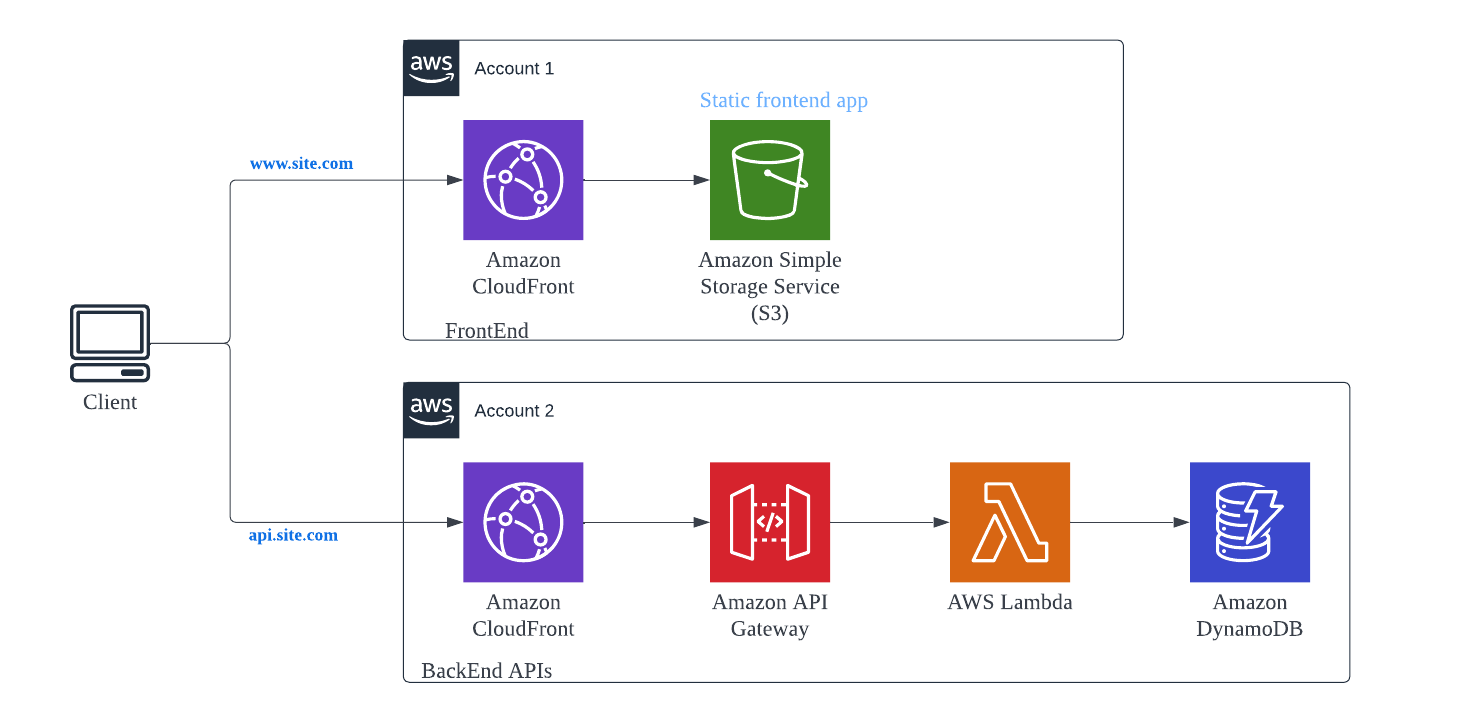 aws
Account 1
Static frontend app
www.site.com
Amazon
CloudFront
Amazon Simple
Storage Service
(S3)
FrontEnd
Client
aws
Account 2
api.site.com
</>
Amazon
CloudFront
Amazon API
Gateway
AWS Lambda
Amazon
DynamoDB
BackEnd APIs